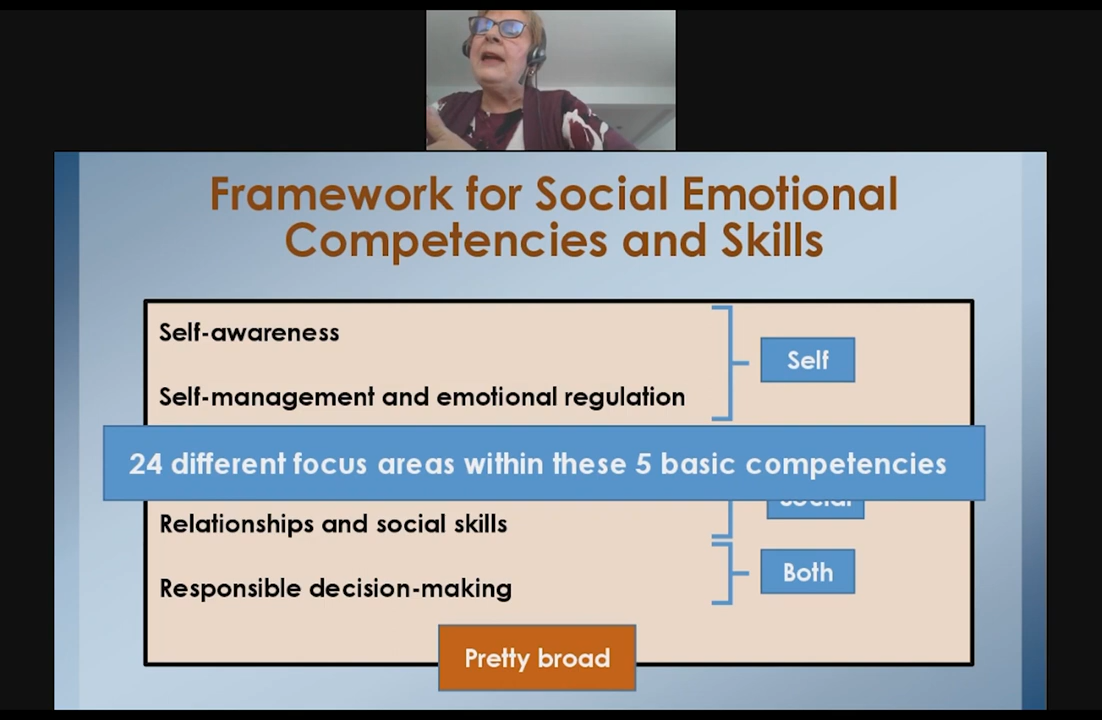 Framework for Social Emotional
Competencies and Skills
Self-awareness
Self
Self-management and emotional regulation
24 different focus areas within these 5 basic competencies
Social
Relationships and social skills
Both
Responsible decision-making
Pretty broad